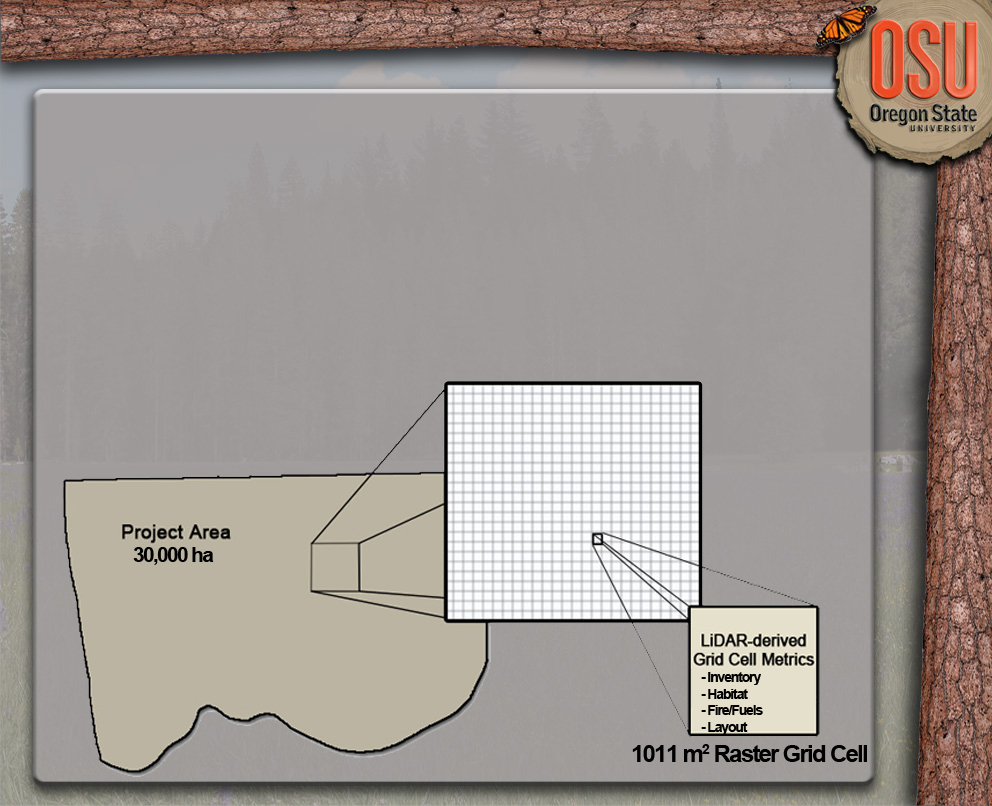 OSU
Oregon State
UNIVERSITY
Project Area
30,000 ha
LiDAR-derived
Grid Cell Metrics
- Inventory
- Habitat
- Fire/Fuels
- Layout
1011 m² Raster Grid Cell